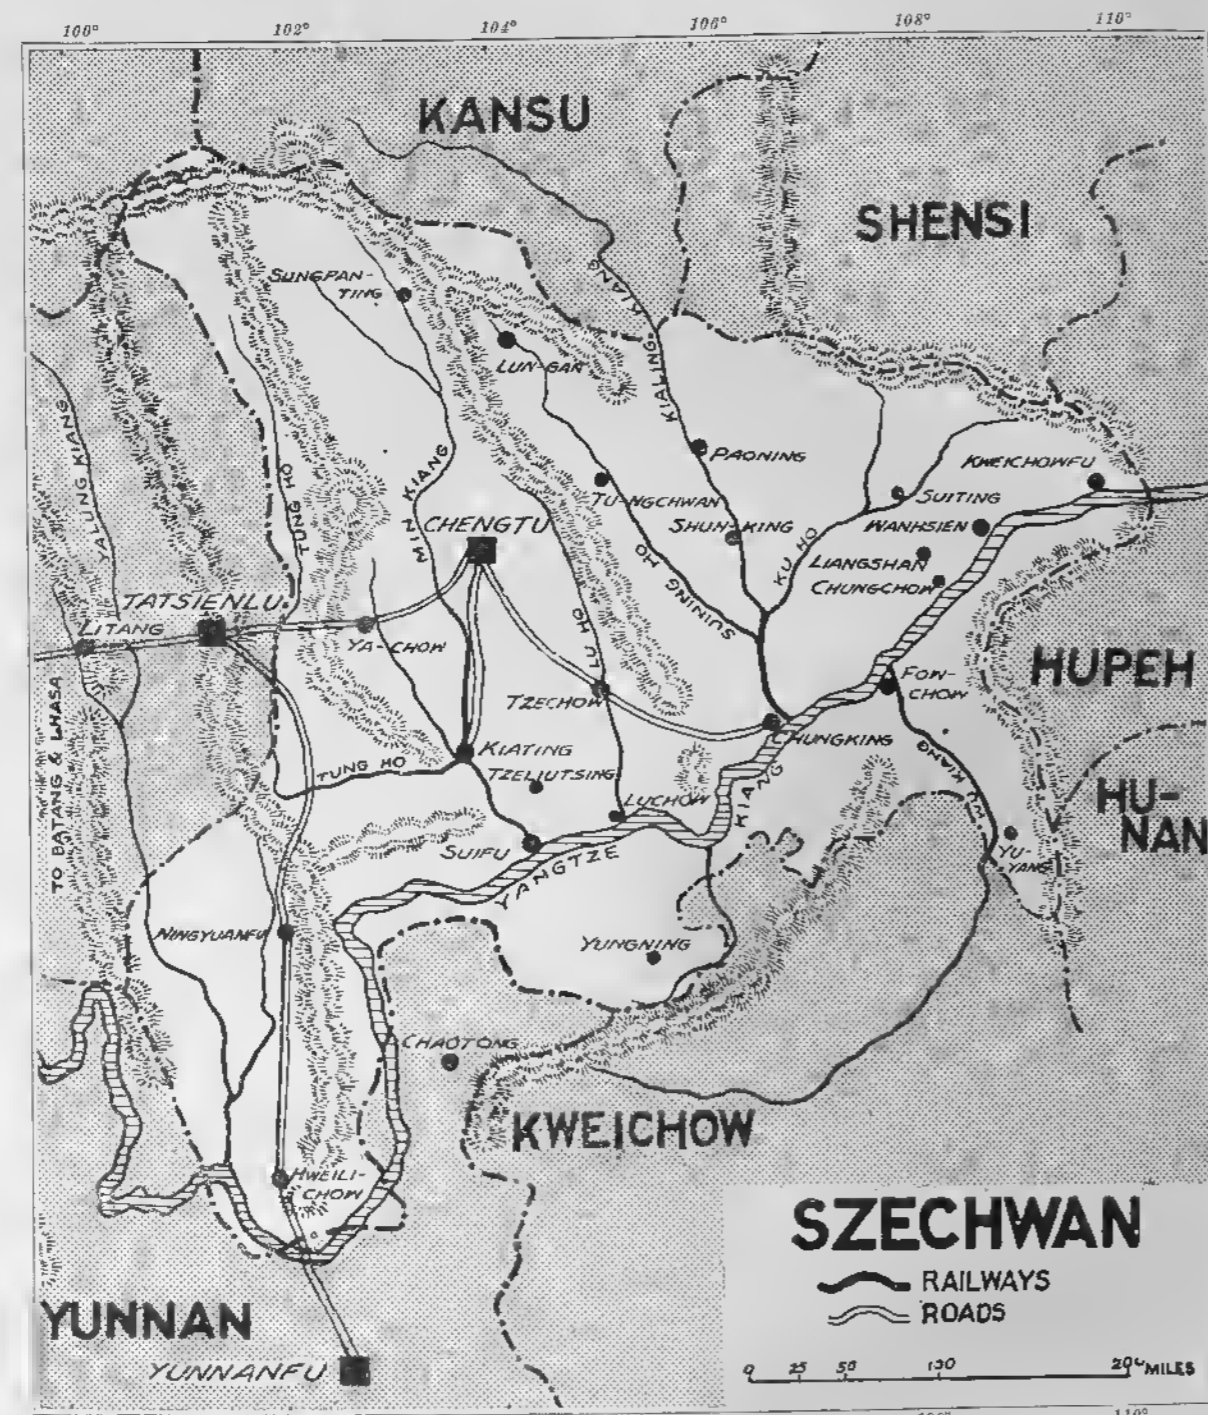 100°
102°
104°
106°
108°
110°
KANSU
SHENSI
SUNGPAN-
TING
LUN-GAN
KIALING-KIANG
YALUNG KIANG
TUNG HO
MIN KIANG
PAONING
KWEICHOWFU
TU-NGCHWAN
SUITING
CHENGTU
SHUN-KING
WANHSIEN
KU HO
LIANGSHAN
CHUNGCHOW
TATSIENLU
LITANG
YA-CHOW
SUINING HO
LU HO
HUPEH
FOW-
CHOW
TZECHOW
CHUNGKING
TO BATANG & LHASA
TUNG HO
KIATING
TZELIUTSING
LUCHOW
KIANG
WU KIANG
HU-
NAN
SUIFU
YANGTZE
YU-
YANG
NINGYUANFU
YUNGNING
CHAOTONG
KWEICHOW
HWEILI-
CHOW
SZECHWAN
RAILWAYS
ROADS
YUNNAN
YUNNANFU
0 25 50 100 200 MILES
110°